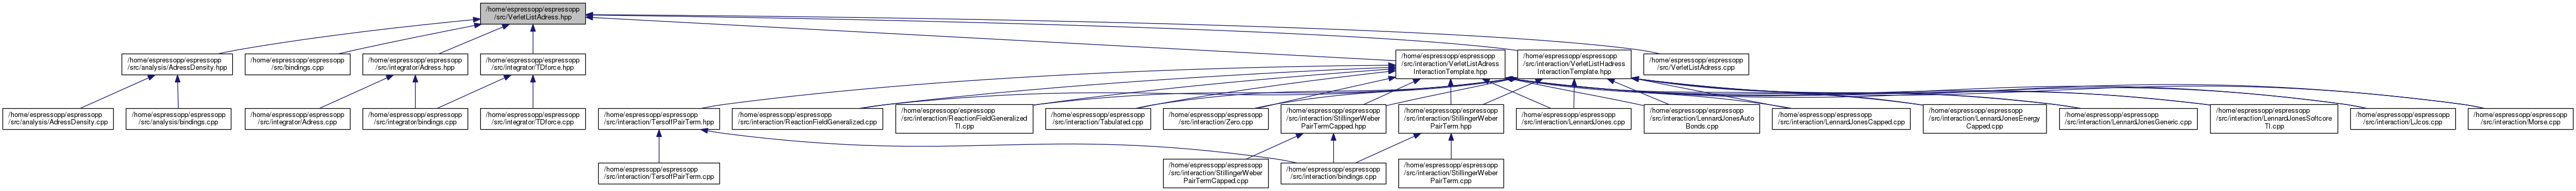 /home/espressopp/espressopp
/src/VerletListAdress.hpp
/home/espressopp/espressopp
/src/analysis/AdressDensity.hpp
/home/espressopp/espressopp
/src/bindings.cpp
/home/espressopp/espressopp
/src/integrator/Adress.hpp
/home/espressopp/espressopp
/src/integrator/TDforce.hpp
/home/espressopp/espressopp
/src/interaction/VerletListAdress
InteractionTemplate.hpp
/home/espressopp/espressopp
/src/interaction/VerletListHadress
InteractionTemplate.hpp
/home/espressopp/espressopp
/src/VerletListAdress.cpp
/home/espressopp/espressopp
/src/analysis/AdressDensity.cpp
/home/espressopp/espressopp
/src/analysis/bindings.cpp
/home/espressopp/espressopp
/src/integrator/Adress.cpp
/home/espressopp/espressopp
/src/integrator/bindings.cpp
/home/espressopp/espressopp
/src/integrator/TDforce.cpp
/home/espressopp/espressopp
/src/interaction/TersoffPairTerm.hpp
/home/espressopp/espressopp
/src/interaction/ReactionFieldGeneralized.cpp
/home/espressopp/espressopp
/src/interaction/ReactionFieldGeneralized
TI.cpp
/home/espressopp/espressopp
/src/interaction/Tabulated.cpp
/home/espressopp/espressopp
/src/interaction/Zero.cpp
/home/espressopp/espressopp
/src/interaction/StillingerWeber
PairTermCapped.hpp
/home/espressopp/espressopp
/src/interaction/StillingerWeber
PairTerm.hpp
/home/espressopp/espressopp
/src/interaction/LennardJones.cpp
/home/espressopp/espressopp
/src/interaction/LennardJonesAuto
Bonds.cpp
/home/espressopp/espressopp
/src/interaction/LennardJonesCapped.cpp
/home/espressopp/espressopp
/src/interaction/LennardJonesEnergy
Capped.cpp
/home/espressopp/espressopp
/src/interaction/LennardJonesGeneric.cpp
/home/espressopp/espressopp
/src/interaction/LennardJonesSoftcore
TI.cpp
/home/espressopp/espressopp
/src/interaction/LJcos.cpp
/home/espressopp/espressopp
/src/interaction/Morse.cpp
/home/espressopp/espressopp
/src/interaction/TersoffPairTerm.cpp
/home/espressopp/espressopp
/src/interaction/StillingerWeber
PairTermCapped.cpp
/home/espressopp/espressopp
/src/interaction/bindings.cpp
/home/espressopp/espressopp
/src/interaction/StillingerWeber
PairTerm.cpp